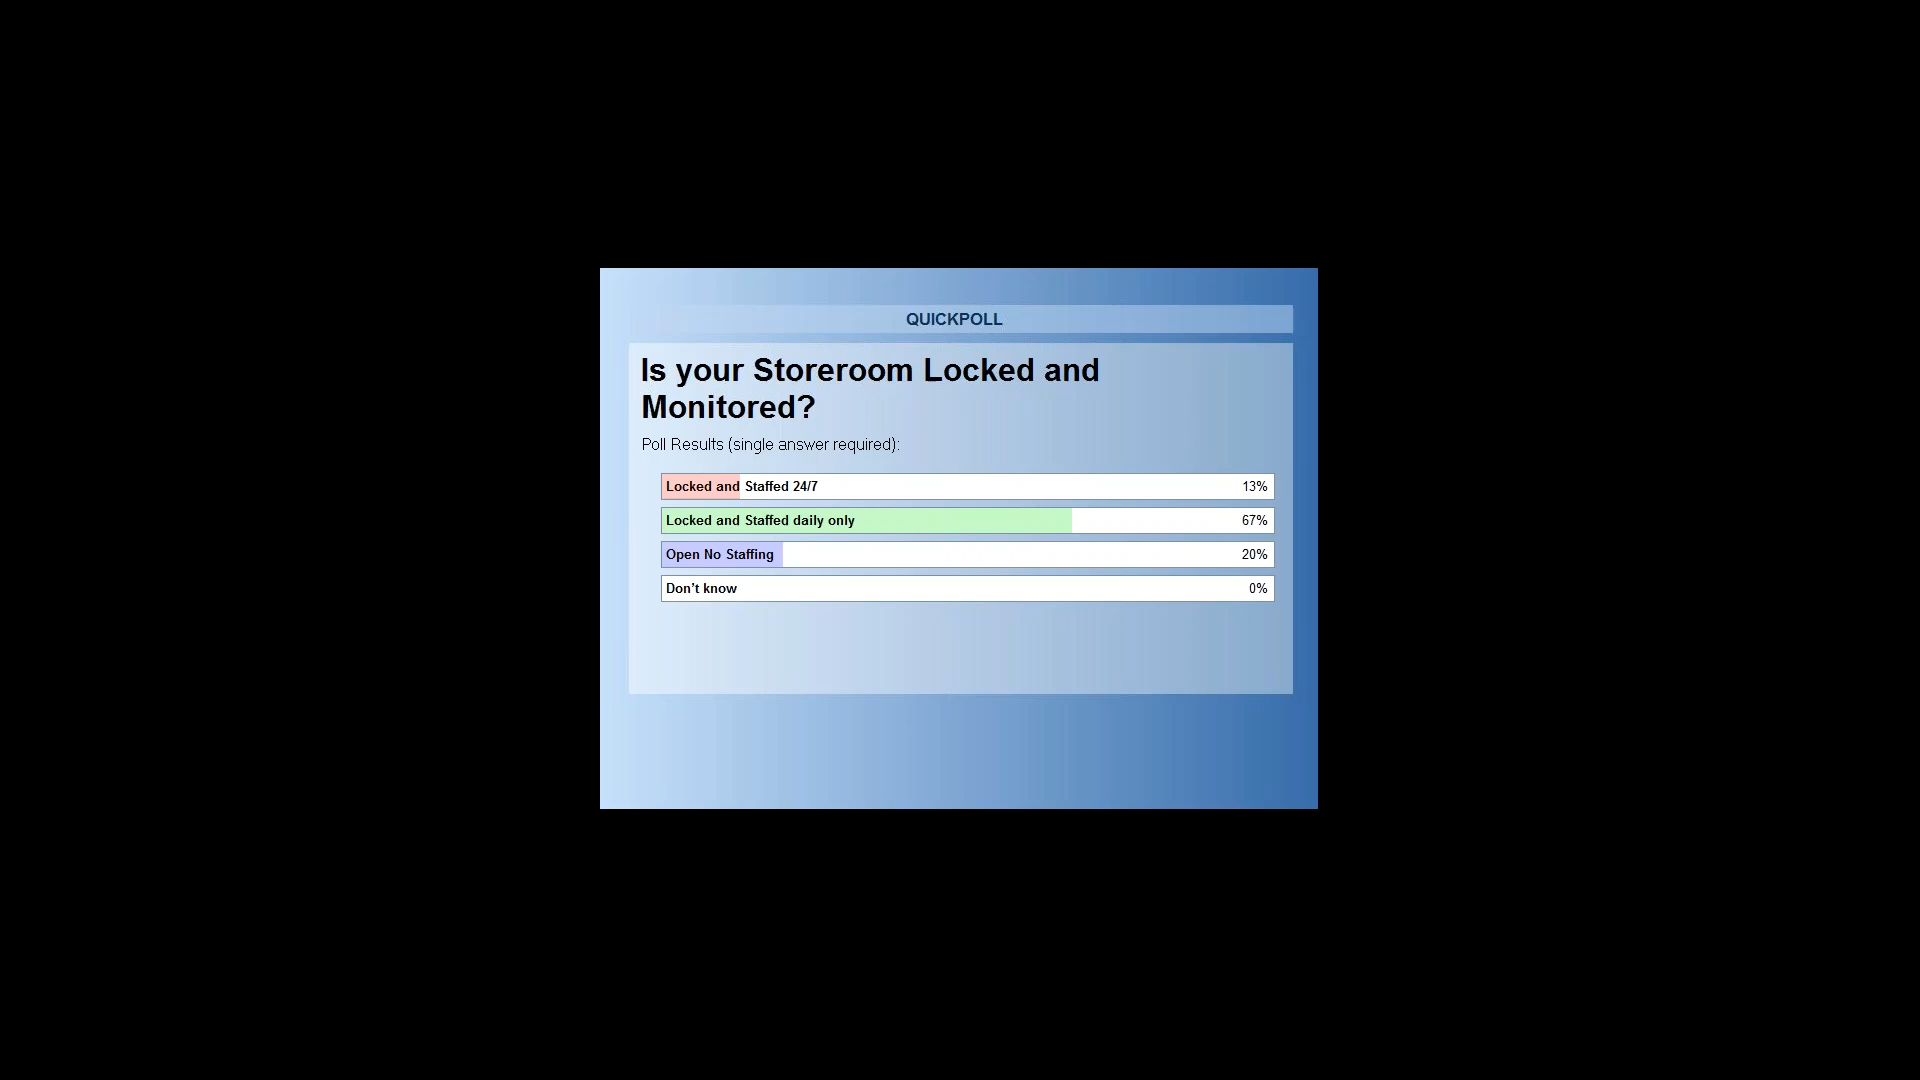 QUICKPOLL
Is your Storeroom Locked and
Monitored?
Poll Results (single answer required):
Locked and Staffed 24/7 13%
Locked and Staffed daily only 67%
Open No Staffing 20%
Don’t know 0%